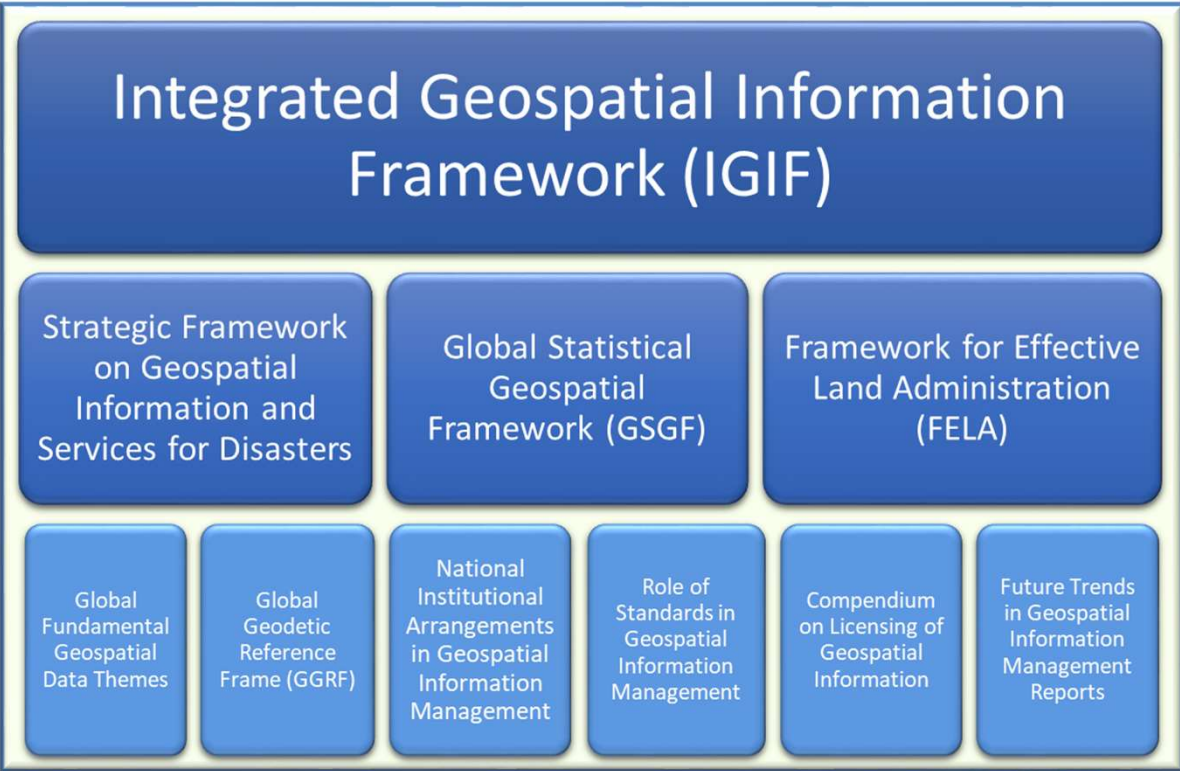 Integrated Geospatial Information
Framework (IGIF)
Strategic Framework
on Geospatial
Information and
Services for Disasters
Global Statistical
Geospatial
Framework (GSGF)
Framework for Effective
Land Administration
(FELA)
Global
Fundamental
Geospatial
Data Themes
Global
Geodetic
Reference
Frame (GGRF)
National
Institutional
Arrangements
in Geospatial
Information
Management
Role of
Standards in
Geospatial
Information
Management
Compendium
on Licensing of
Geospatial
Information
Future Trends
in Geospatial
Information
Management
Reports